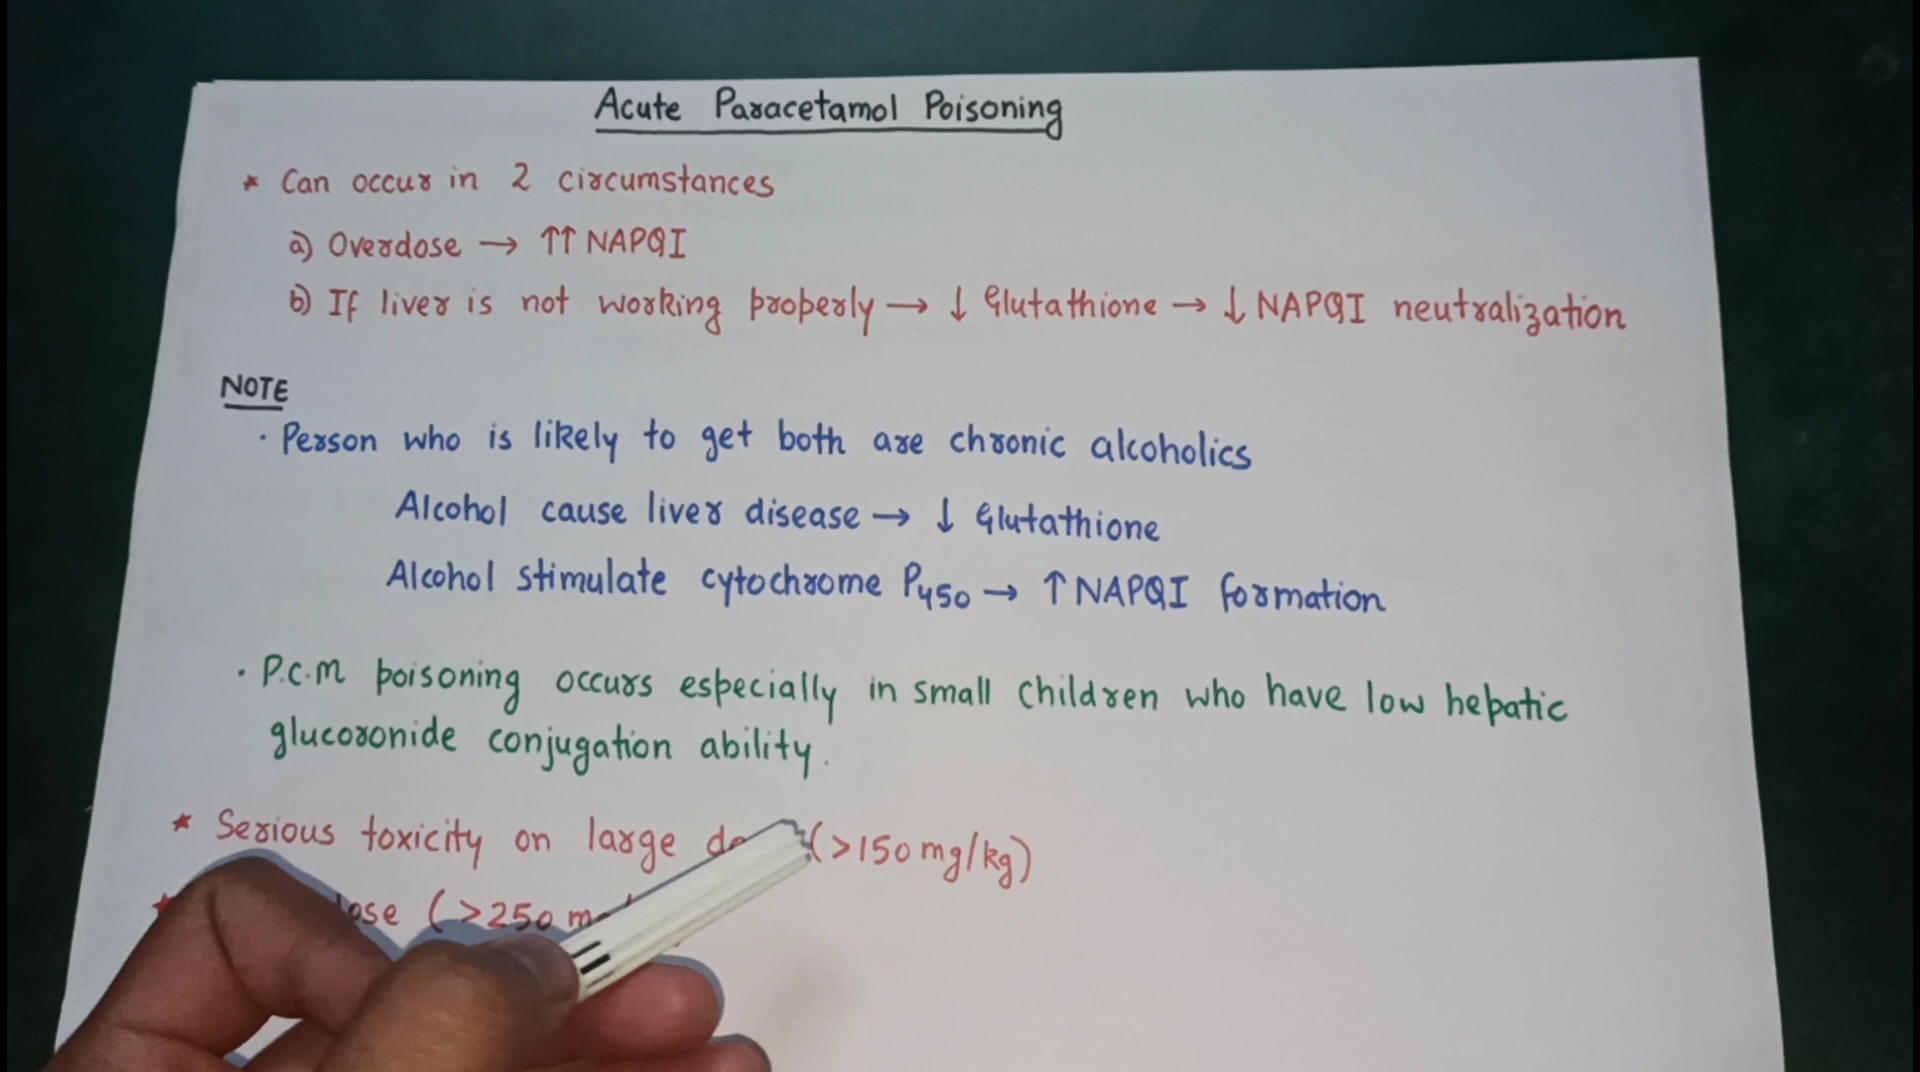 Acute Paracetamol Poisoning
* Can occur in 2 circumstances
a) Overdose → ↑↑ NAPQI
b) If liver is not working properly → ↓ Glutathione → ↓ NAPQI neutralization
NOTE
· Person who is likely to get both are chronic alcoholics
Alcohol cause liver disease → ↓ Glutathione
Alcohol stimulate cytochrome P450 → ↑ NAPQI formation
· P.C.M poisoning occurs especially in small children who have low hepatic
glucoronide conjugation ability.
* Serious toxicity on large (>150 mg/kg)
* (>250